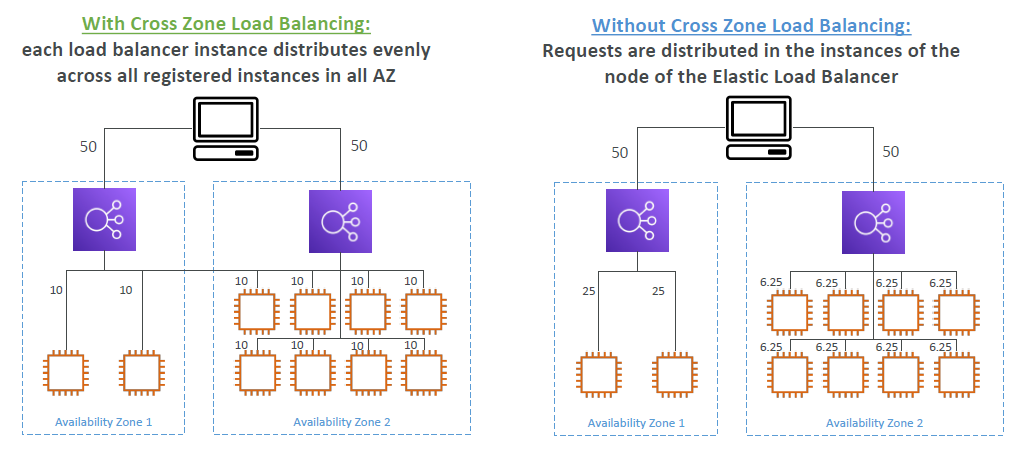 With Cross Zone Load Balancing:
each load balancer instance distributes evenly
across all registered instances in all AZ
50
50
10
10
10
10
10
10
10
10
10
10
Availability Zone 1
Availability Zone 2
Without Cross Zone Load Balancing:
Requests are distributed in the instances of the
node of the Elastic Load Balancer
50
50
25
25
6.25
6.25
6.25
6.25
6.25
6.25
6.25
6.25
Availability Zone 1
Availability Zone 2